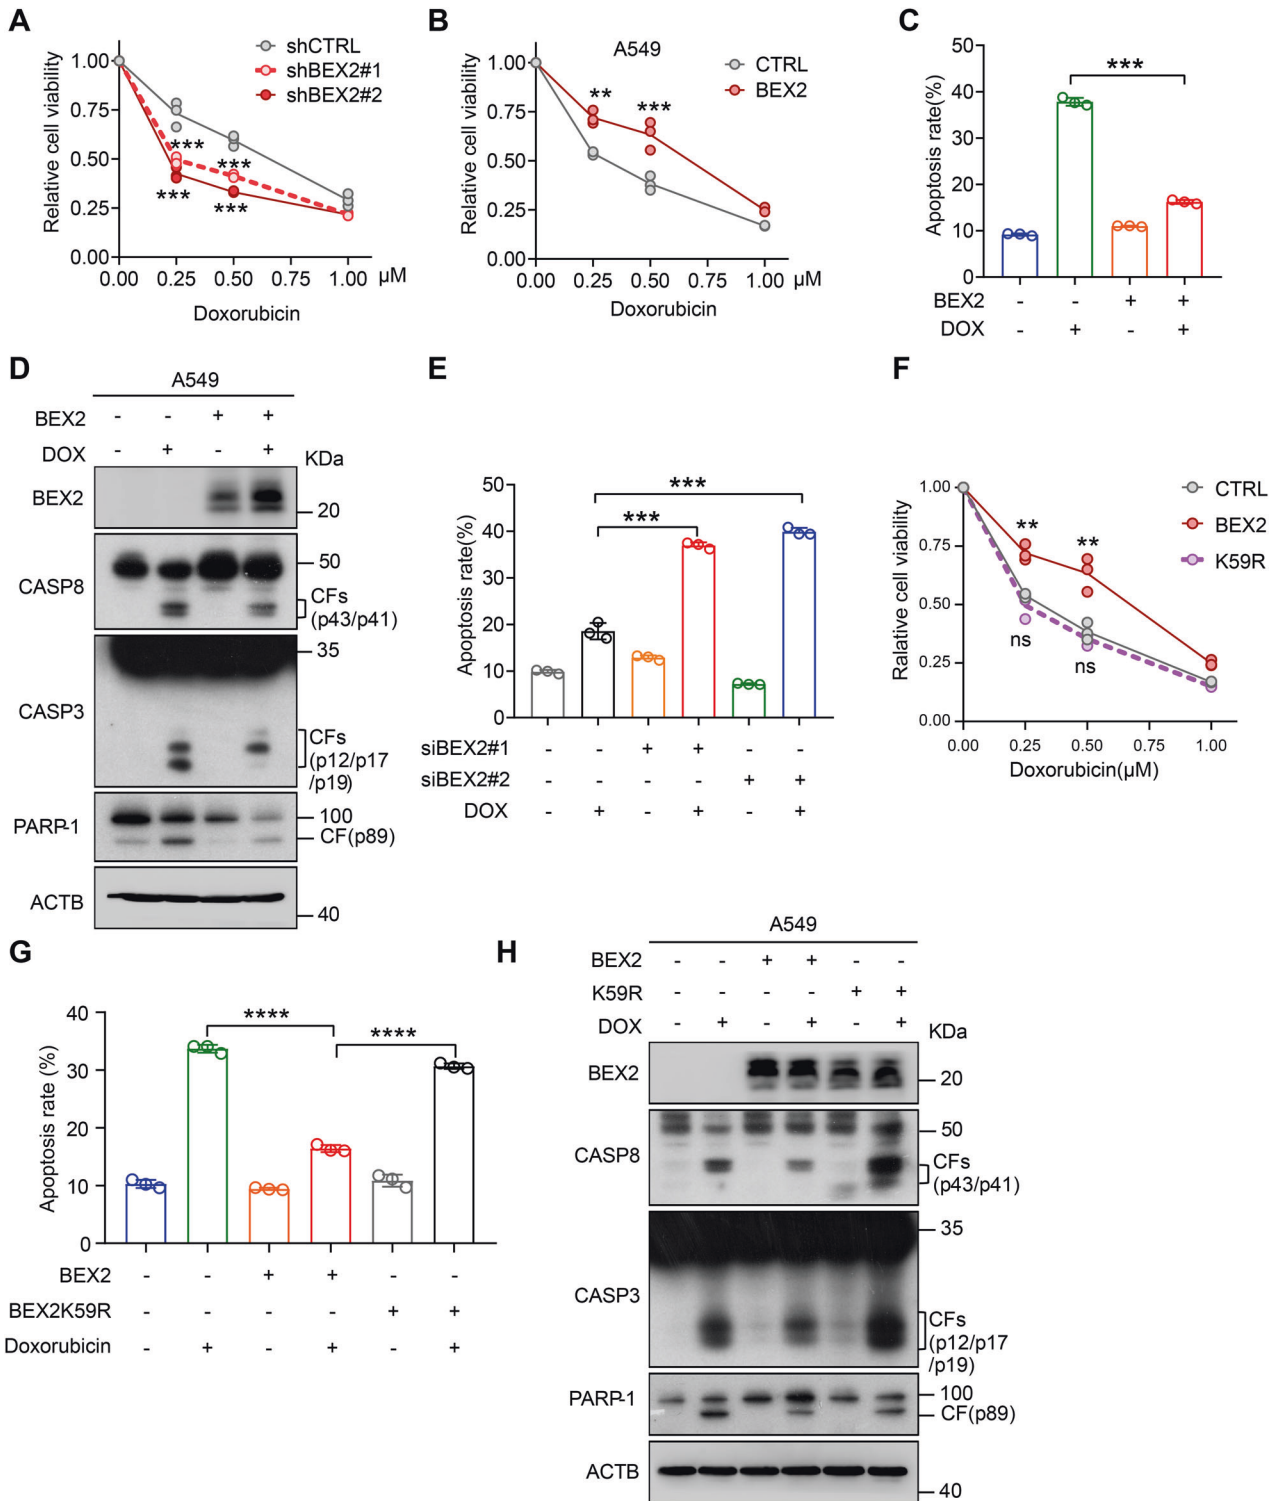 A
Relative cell viability
1.00
0.75
0.50
0.25
0.00
shCTRL
shBEX2#1
shBEX2#2
***
***
***
***
0.00 0.25 0.50 0.75 1.00 μM
Doxorubicin
B
A549
Relative cell viability
1.00
0.75
0.50
0.25
0.00
CTRL
BEX2
**
***
0.00 0.25 0.50 0.75 1.00 μM
Doxorubicin
C
Apoptosis rate(%)
50
40
30
20
10
0
***
BEX2 - - + +
DOX - + - +
D
A549
BEX2 - - + +
DOX - + - + KDa
BEX2 20
CASP8 50
CFs
(p43/p41)
CASP3 35
CFs
(p12/p17
/p19)
PARP-1 100
CF(p89)
ACTB 40
E
Apoptosis rate(%)
50
40
30
20
10
0
***
***
siBEX2#1 - - + + - -
siBEX2#2 - - - - + +
DOX - + - + - +
F
Ralative cell viability
1.00
0.75
0.50
0.25
0.00
CTRL
BEX2
K59R
**
**
ns
ns
0.00 0.25 0.50 1.00
Doxorubicin(μM)
G
Apoptosis rate (%)
40
30
20
10
0
****
****
BEX2 - - + + - -
BEX2K59R - - - - + +
Doxorubicin - + - + - +
H
A549
BEX2 - - + + - -
K59R - - - - + +
DOX - + - + - + KDa
BEX2 20
CASP8 50
CFs
(p43/p41)
CASP3 35
CFs
(p12/p17
/p19)
PARP-1 100
CF(p89)
ACTB 40